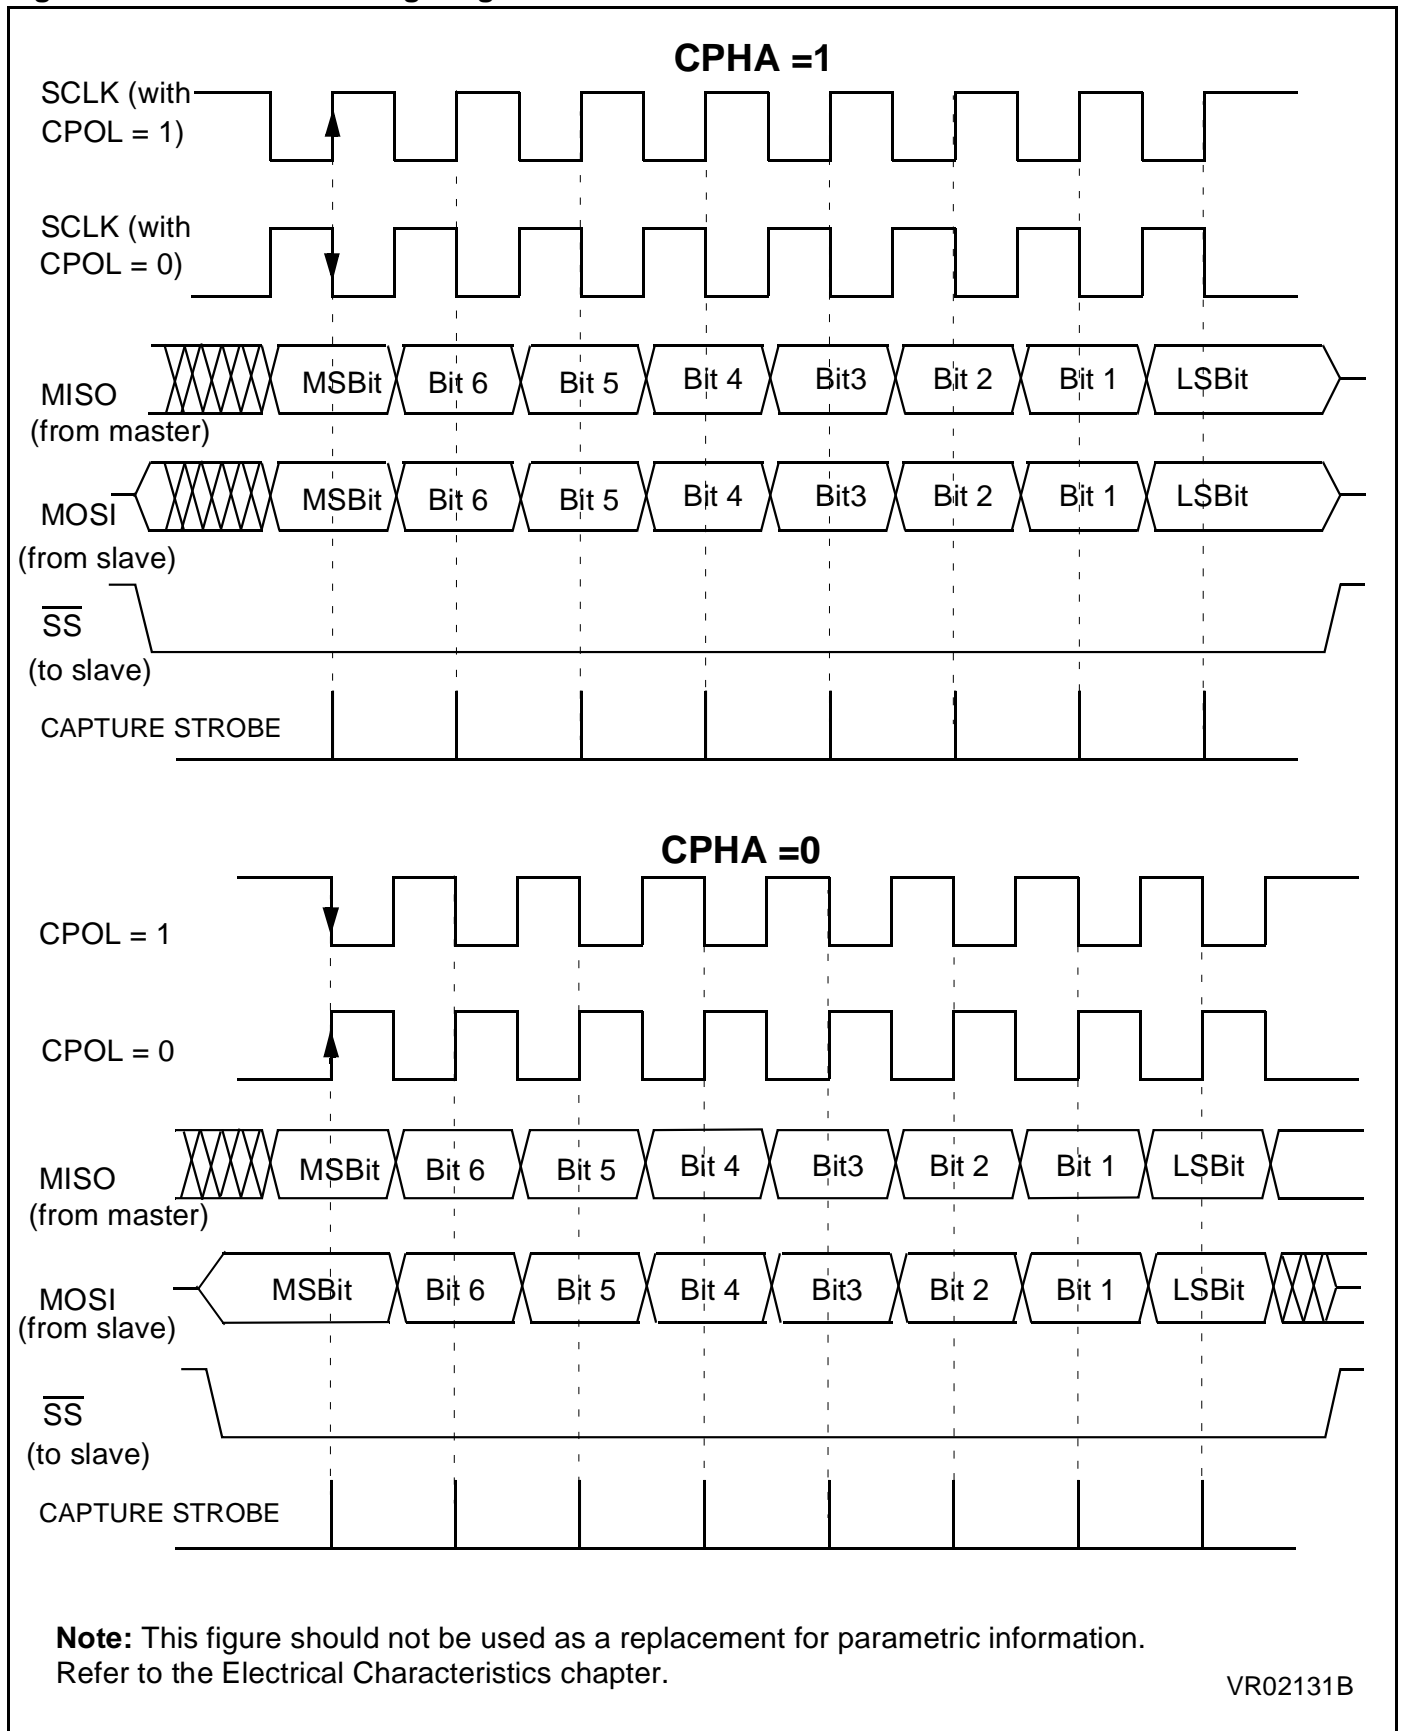 CPHA =1
SCLK (with
CPOL = 1)
SCLK (with
CPOL = 0)
MISO
(from master)
MSBit Bit 6 Bit 5 Bit 4 Bit3 Bit 2 Bit 1 LSBit
MOSI
(from slave)
MSBit Bit 6 Bit 5 Bit 4 Bit3 Bit 2 Bit 1 LSBit
SS
(to slave)
CAPTURE STROBE
CPHA =0
CPOL = 1
CPOL = 0
MISO
(from master)
MSBit Bit 6 Bit 5 Bit 4 Bit3 Bit 2 Bit 1 LSBit
MOSI
(from slave)
MSBit Bit 6 Bit 5 Bit 4 Bit3 Bit 2 Bit 1 LSBit
SS
(to slave)
CAPTURE STROBE
Note: This figure should not be used as a replacement for parametric information.
Refer to the Electrical Characteristics chapter.
VR02131B